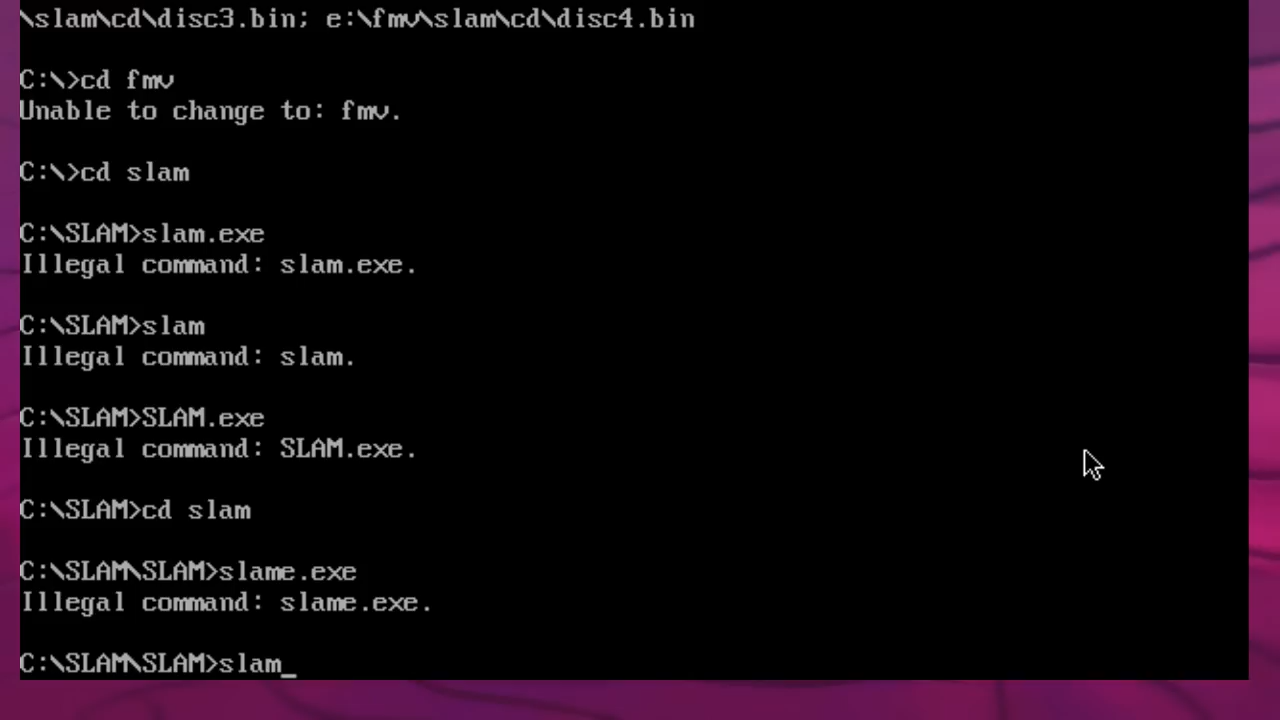 \slam\cd\disc3.bin; e:\fmv\slam\cd\disc4.bin
C:\>cd fmv
Unable to change to: fmv.
C:\>cd slam
C:\SLAM>slam.exe
Illegal command: slam.exe.
C:\SLAM>slam
Illegal command: slam.
C:\SLAM>SLAM.exe
Illegal command: SLAM.exe.
C:\SLAM>cd slam
C:\SLAM\SLAM>slame.exe
Illegal command: slame.exe.
C:\SLAM\SLAM>slam_